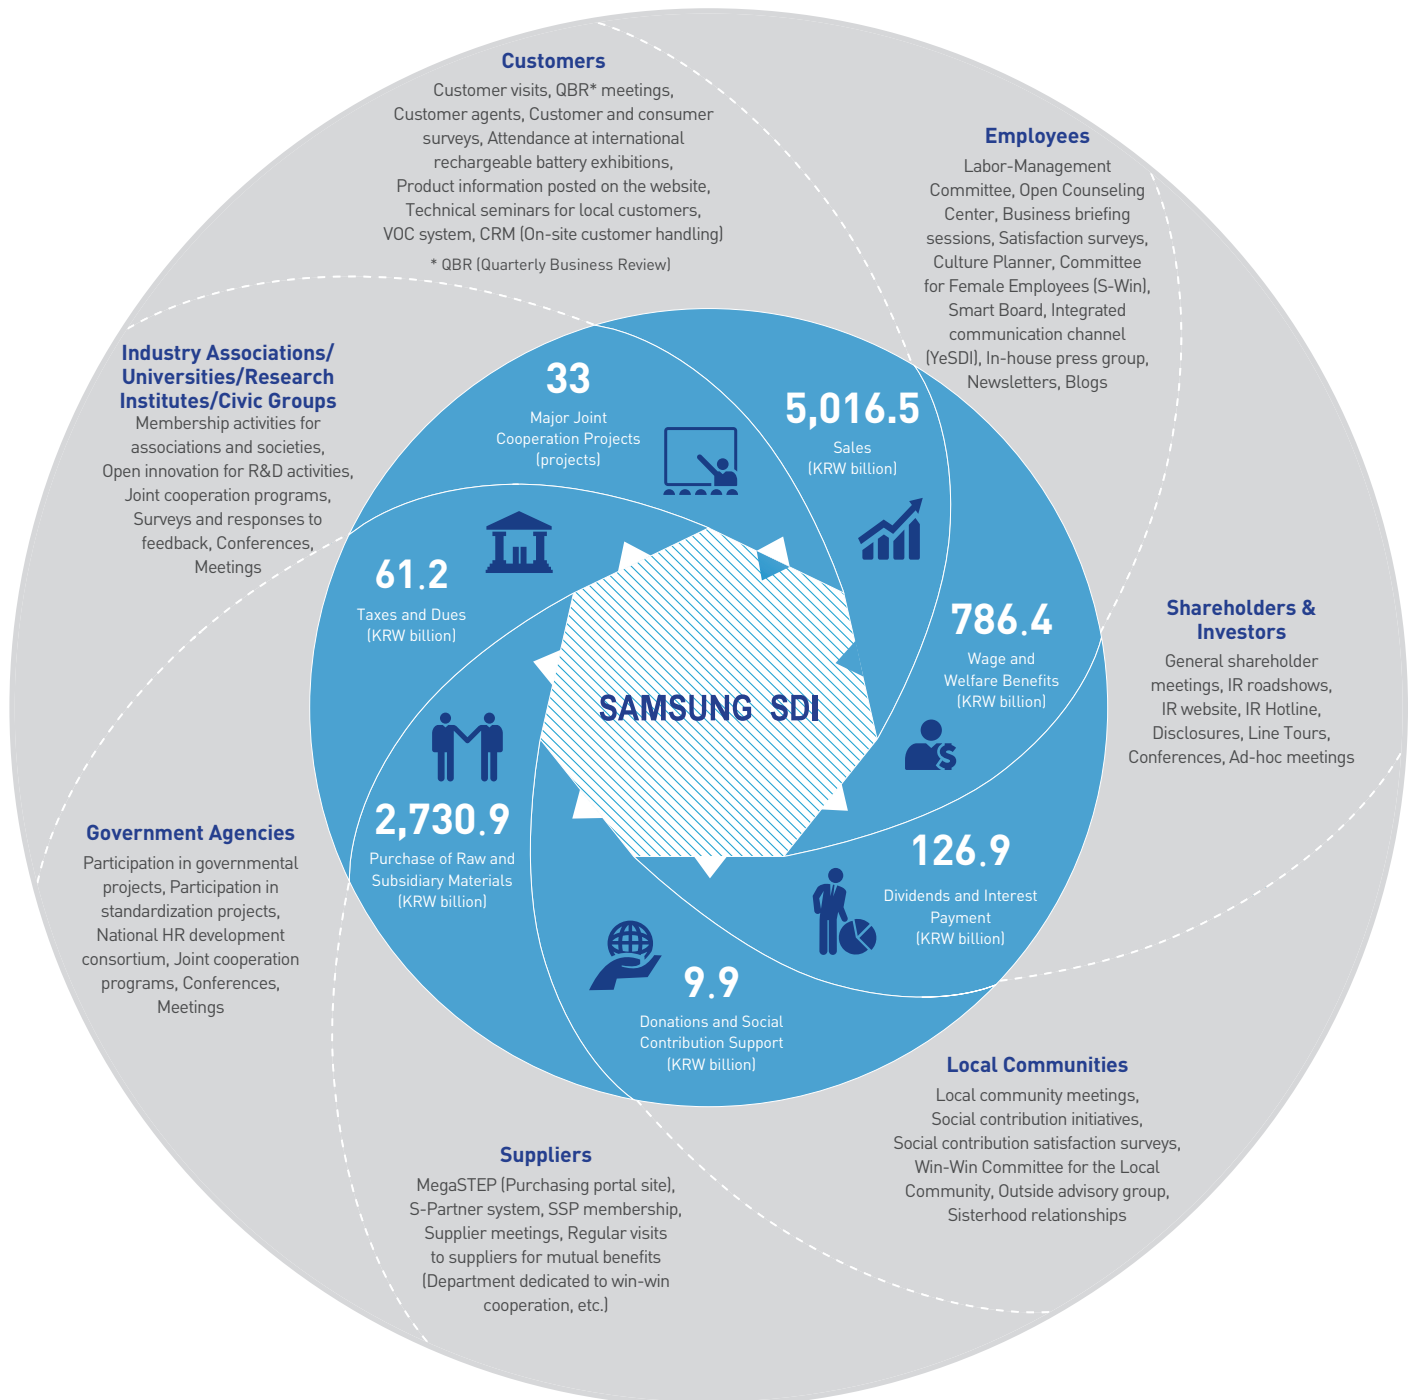 Customers
Customer visits, QBR* meetings,
Customer agents, Customer and consumer
surveys, Attendance at international
rechargeable battery exhibitions,
Product information posted on the website,
Technical seminars for local customers,
VOC system, CRM (On-site customer handling)
* QBR (Quarterly Business Review)
Employees
Labor-Management
Committee, Open Counseling
Center, Business briefing
sessions, Satisfaction surveys,
Culture Planner, Committee
for Female Employees (S-Win),
Smart Board, Integrated
communication channel
(YeSDI), In-house press group,
Newsletters, Blogs
Industry Associations/
Universities/Research
Institutes/Civic Groups
Membership activities for
associations and societies,
Open innovation for R&D activities,
Joint cooperation programs,
Surveys and responses to
feedback, Conferences,
Meetings
33
Major Joint
Cooperation Projects
(projects)
5,016.5
Sales
(KRW billion)
61.2
Taxes and Dues
(KRW billion)
786.4
Wage and
Welfare Benefits
(KRW billion)
Shareholders &
Investors
General shareholder
meetings, IR roadshows,
IR website, IR Hotline,
Disclosures, Line Tours,
Conferences, Ad-hoc meetings
SAMSUNG SDI
2,730.9
Purchase of Raw and
Subsidiary Materials
(KRW billion)
126.9
Dividends and Interest
Payment
(KRW billion)
Government Agencies
Participation in governmental
projects, Participation in
standardization projects,
National HR development
consortium, Joint cooperation
programs, Conferences,
Meetings
9.9
Donations and Social
Contribution Support
(KRW billion)
Local Communities
Local community meetings,
Social contribution initiatives,
Social contribution satisfaction surveys,
Win-Win Committee for the Local
Community, Outside advisory group,
Sisterhood relationships
Suppliers
MegaSTEP (Purchasing portal site),
S-Partner system, SSP membership,
Supplier meetings, Regular visits
to suppliers for mutual benefits
(Department dedicated to win-win
cooperation, etc.)